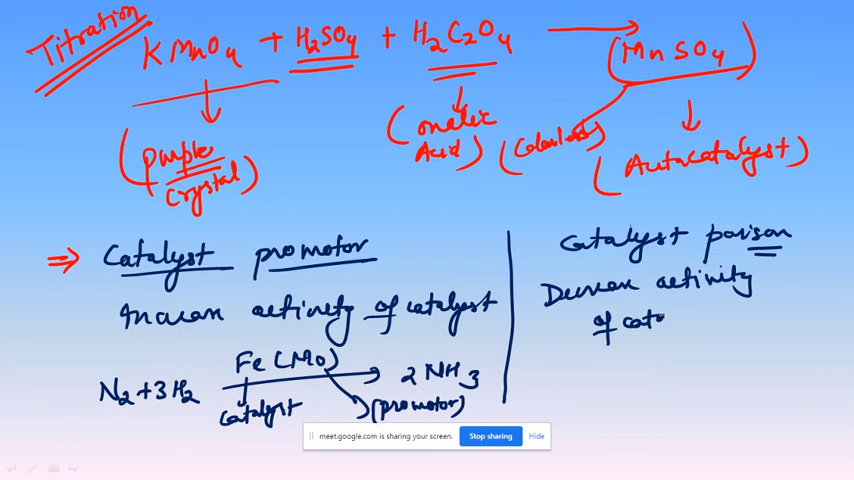 Titration
KMnO4 + H2SO4 + H2C2O4 → (MnSO4)
(purple crystal)
(oxalic Acid)
(Colourless)
(Autocatalyst)
⇒ Catalyst promotor
Increase activity of catalyst
N2+3H2 Fe(Mo) → 2NH3
catalyst
(promotor)
Catalyst poison
Decrease activity
of cata
meet.google.com is sharing your screen. Stop sharing Hide